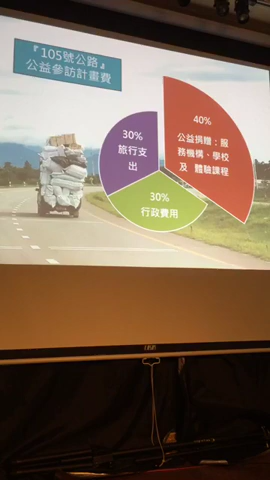 『105號公路』
公益參訪計畫費
40%
公益捐贈：服
務機構、學校
及 體驗課程
30%
旅行支
出
30%
行政費用